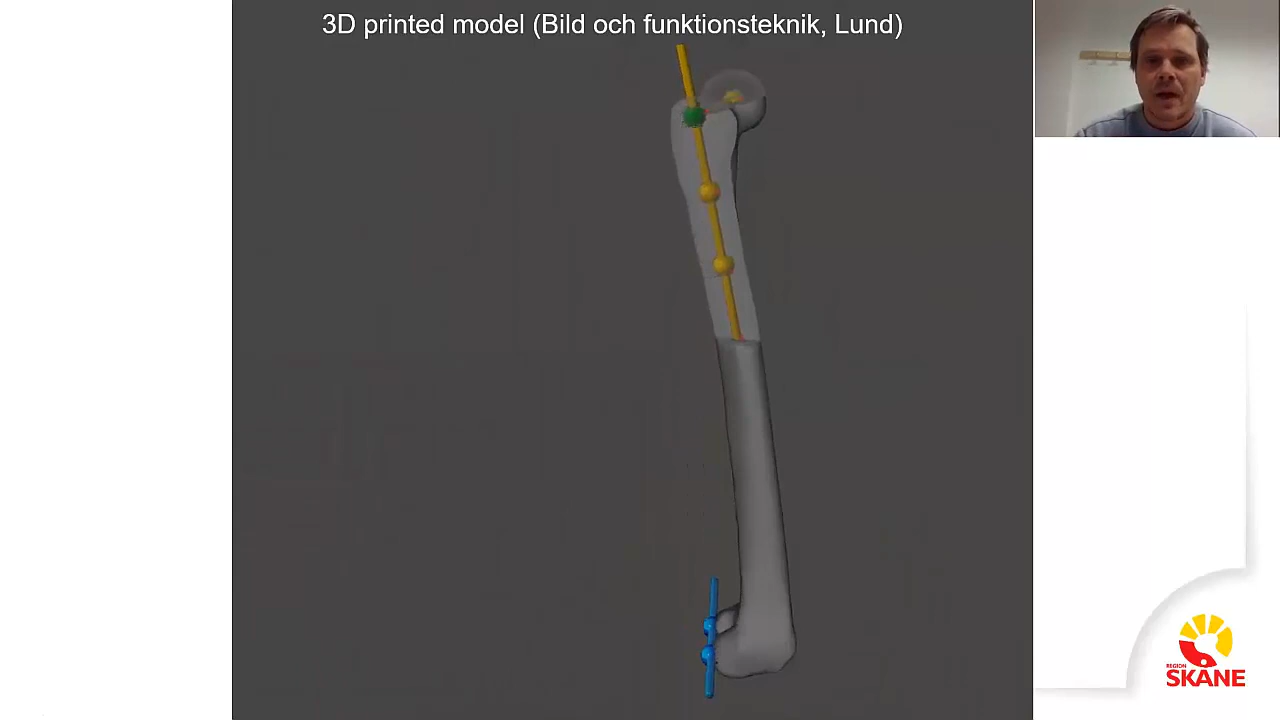 3D printed model (Bild och funktionsteknik, Lund)
REGION
SKÅNE